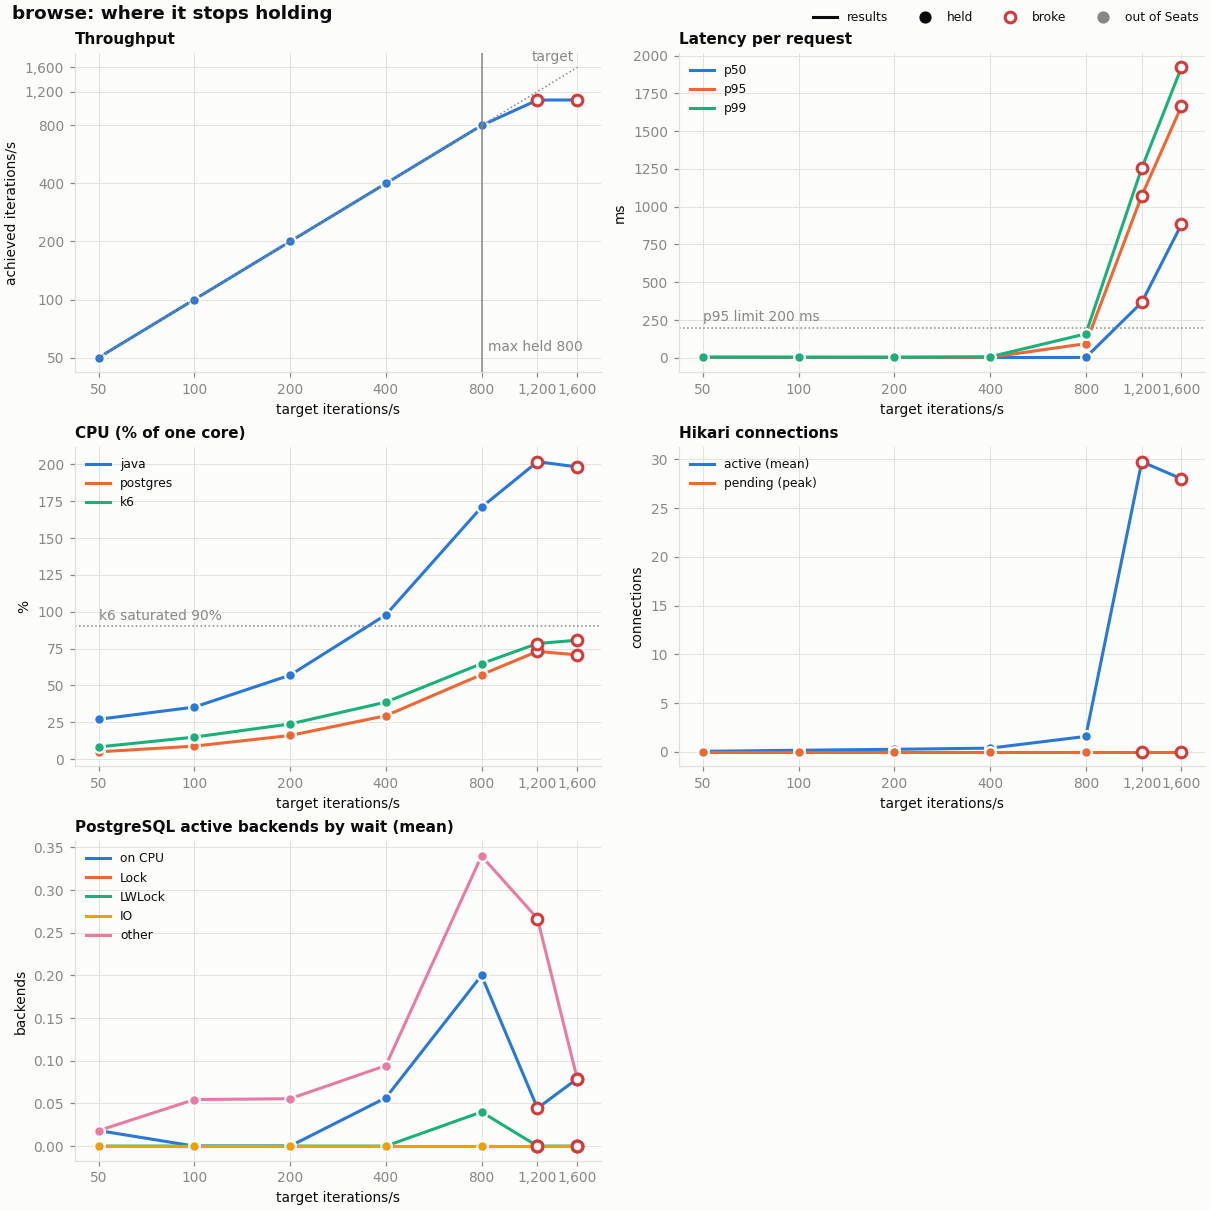 browse: where it stops holding
results
held
broke
out of Seats
Throughput
target
1,600
1,200
800
400
200
100
50
achieved iterations/s
max held 800
50
100
200
400
800
1,200
1,600
target iterations/s
Latency per request
p50
p95
p99
2000
1750
1500
1250
1000
750
500
250
0
ms
p95 limit 200 ms
50
100
200
400
800
1,200
1,600
target iterations/s
CPU (% of one core)
java
postgres
k6
200
175
150
125
100
75
50
25
0
%
k6 saturated 90%
50
100
200
400
800
1,200
1,600
target iterations/s
Hikari connections
active (mean)
pending (peak)
30
25
20
15
10
5
0
connections
50
100
200
400
800
1,200
1,600
target iterations/s
PostgreSQL active backends by wait (mean)
on CPU
Lock
LWLock
IO
other
0.35
0.30
0.25
0.20
0.15
0.10
0.05
0.00
backends
50
100
200
400
800
1,200
1,600
target iterations/s